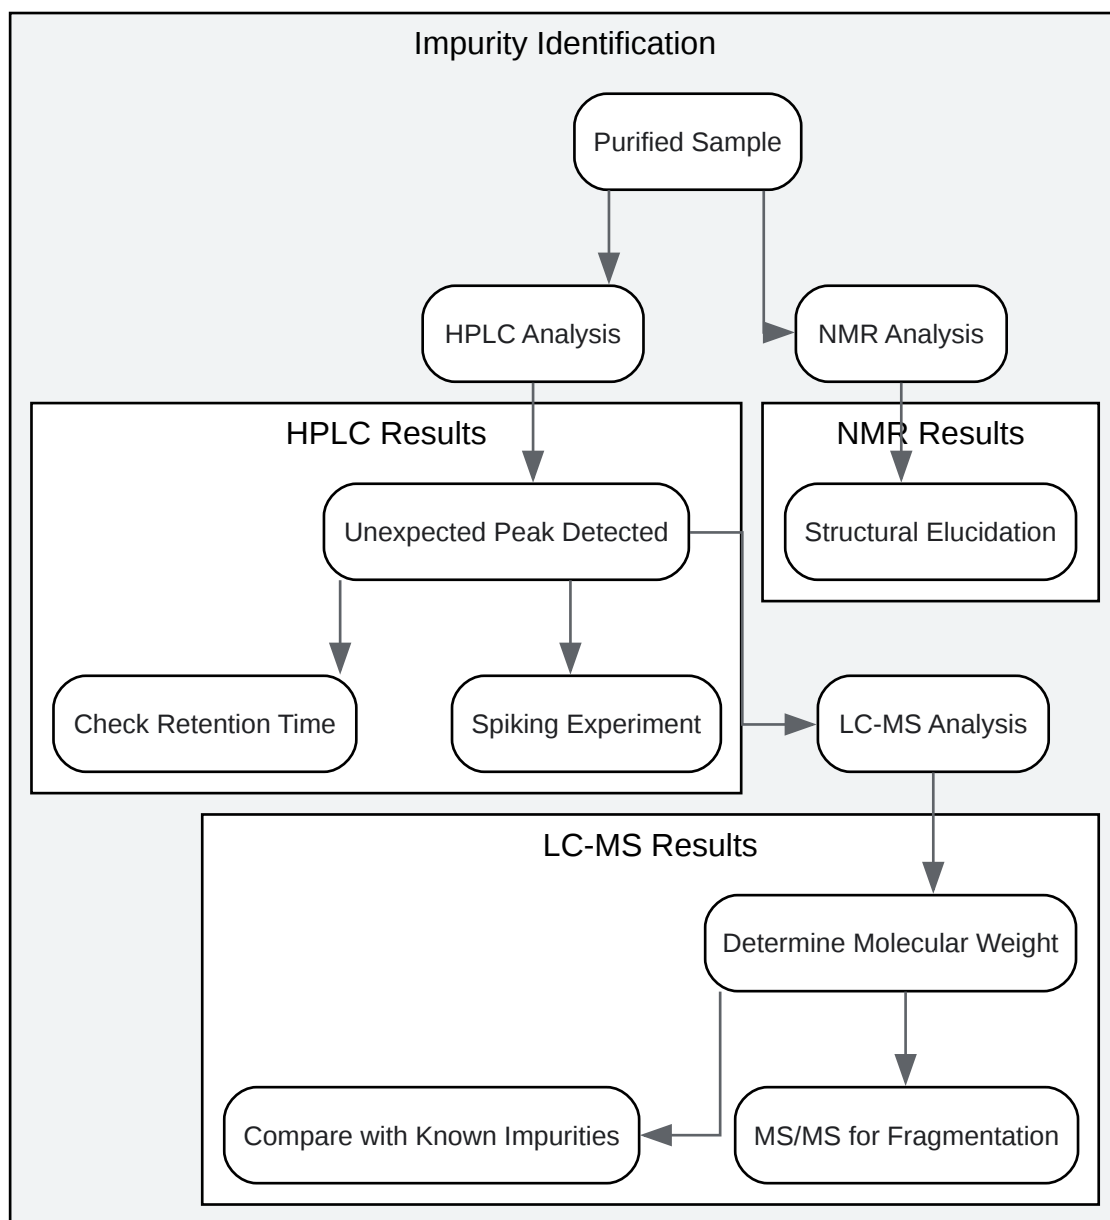 Impurity Identification
Purified Sample
HPLC Analysis
NMR Analysis
HPLC Results
NMR Results
Unexpected Peak Detected
Structural Elucidation
Check Retention Time
Spiking Experiment
LC-MS Analysis
LC-MS Results
Determine Molecular Weight
Compare with Known Impurities
MS/MS for Fragmentation